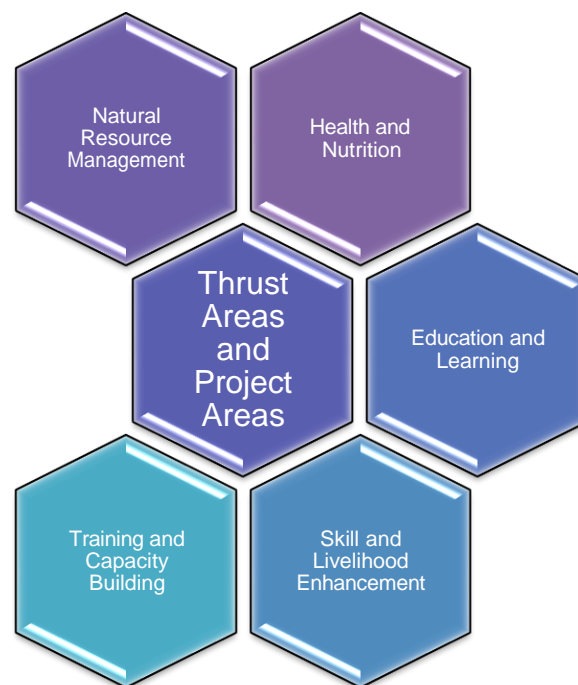 Natural
Resource
Management
Health and
Nutrition
Thrust
Areas
and
Project
Areas
Education and
Learning
Training and
Capacity
Building
Skill and
Livelihood
Enhancement